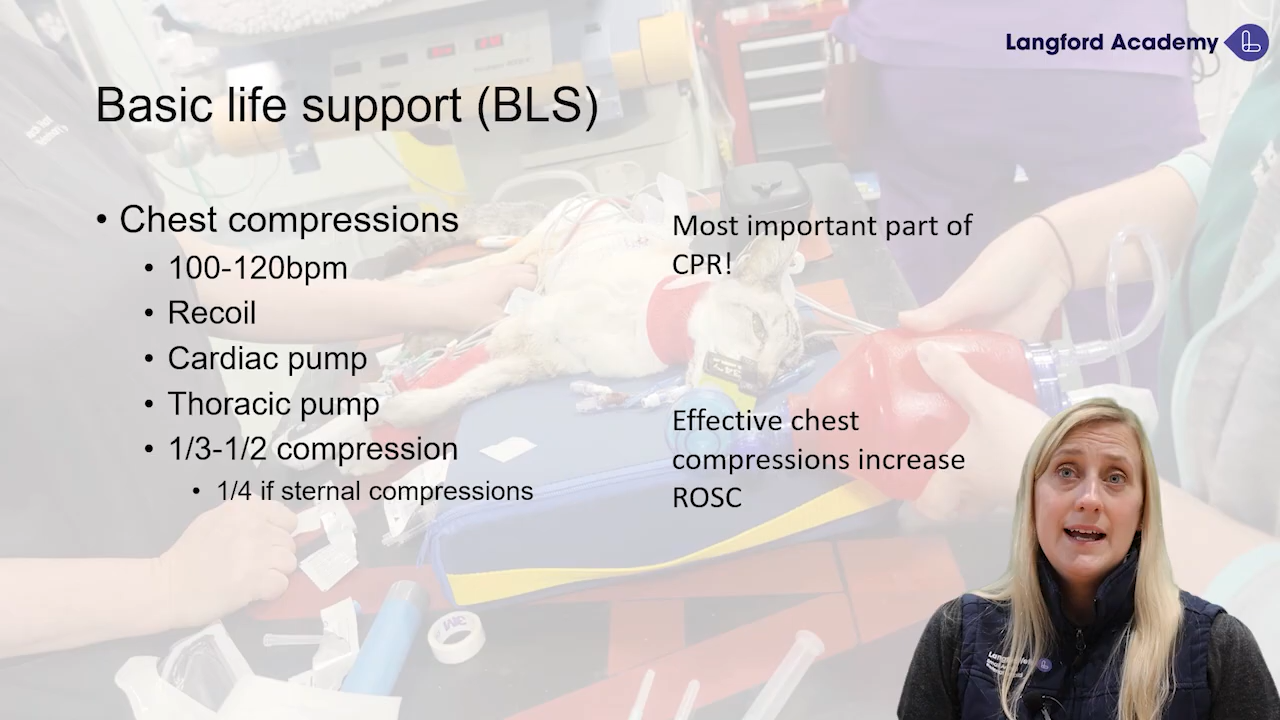 Langford Academy
Basic life support (BLS)
• Chest compressions
• 100-120bpm
• Recoil
• Cardiac pump
• Thoracic pump
• 1/3-1/2 compression
• 1/4 if sternal compressions
Most important part of
CPR!
Effective chest
compressions increase
ROSC
3M